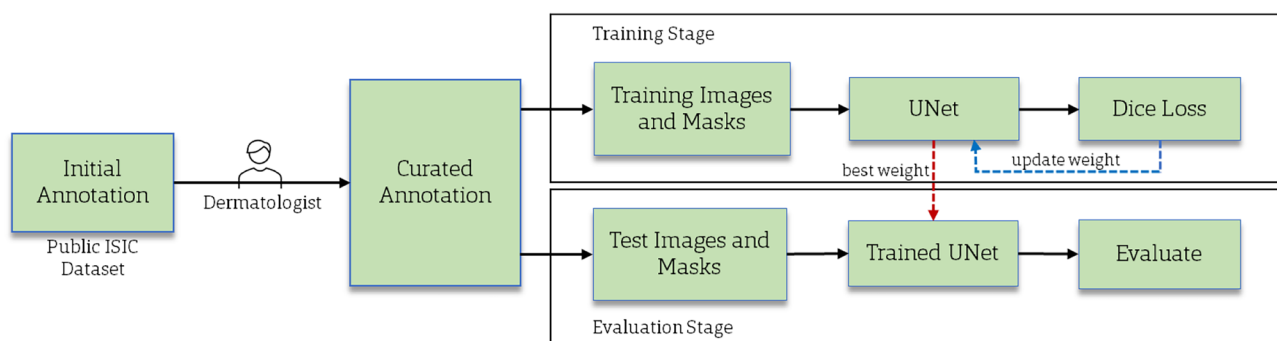 Initial
Annotation
Public ISIC
Dataset
Dermatologist
Curated
Annotation
Training Stage
Training Images
and Masks
UNet
Dice Loss
best weight
update weight
Test Images and
Masks
Trained UNet
Evaluate
Evaluation Stage